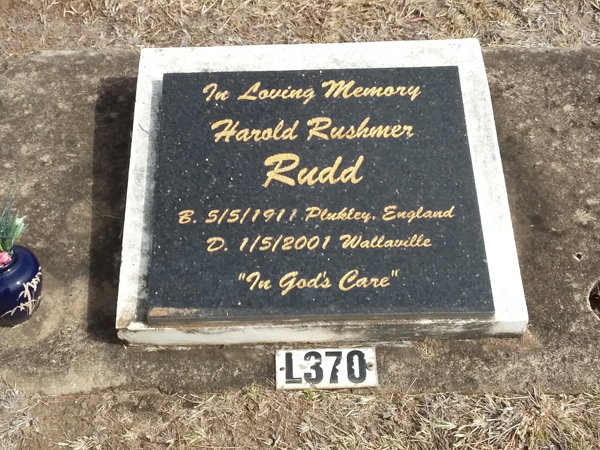 In Loving Memory
Harold Rushmer
Rudd
B. 5/5/1911 Plukley, England
D. 1/5/2001 Wallaville
"In God's Care"
L370